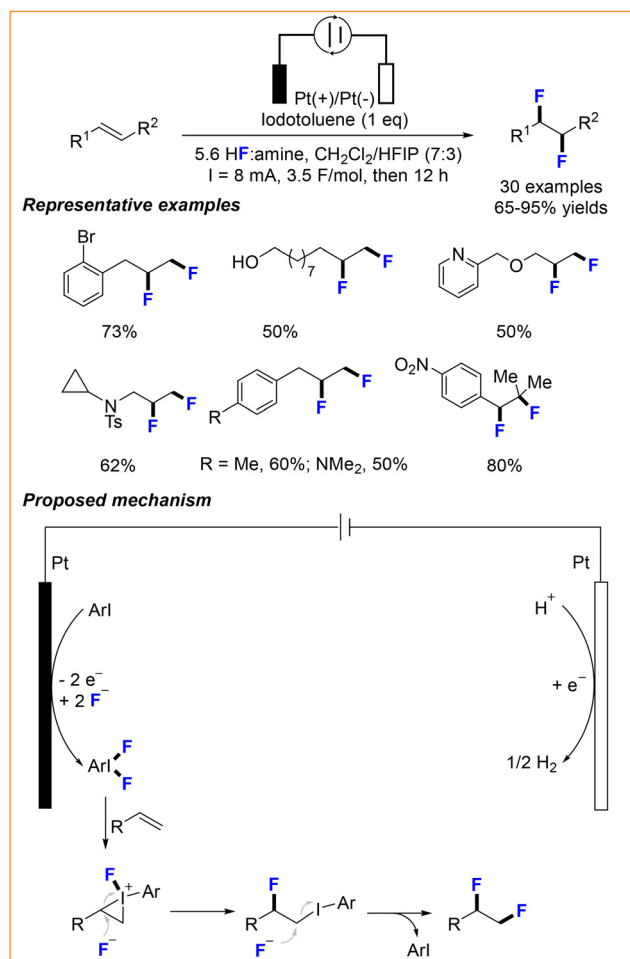 Pt(+)/Pt(-)
Iodotoluene (1 eq)
R1 R2
5.6 HF:amine, CH2Cl2/HFIP (7:3)
I = 8 mA, 3.5 F/mol, then 12 h
F
R1 R2
F
30 examples
65-95% yields
Representative examples
Br
F
F
73%
HO
7
F
F
50%
N
O
F
F
50%
N
Ts
F
F
62%
R
F
F
R = Me, 60%; NMe2, 50%
O2N
Me
Me
F
F
80%
Proposed mechanism
Pt
Pt
ArI
- 2 e−
+ 2 F−
ArI
F
F
H+
+ e−
1/2 H2
R
F
I+
Ar
R
F−
F
R
I
Ar
F−
ArI
F
R
F